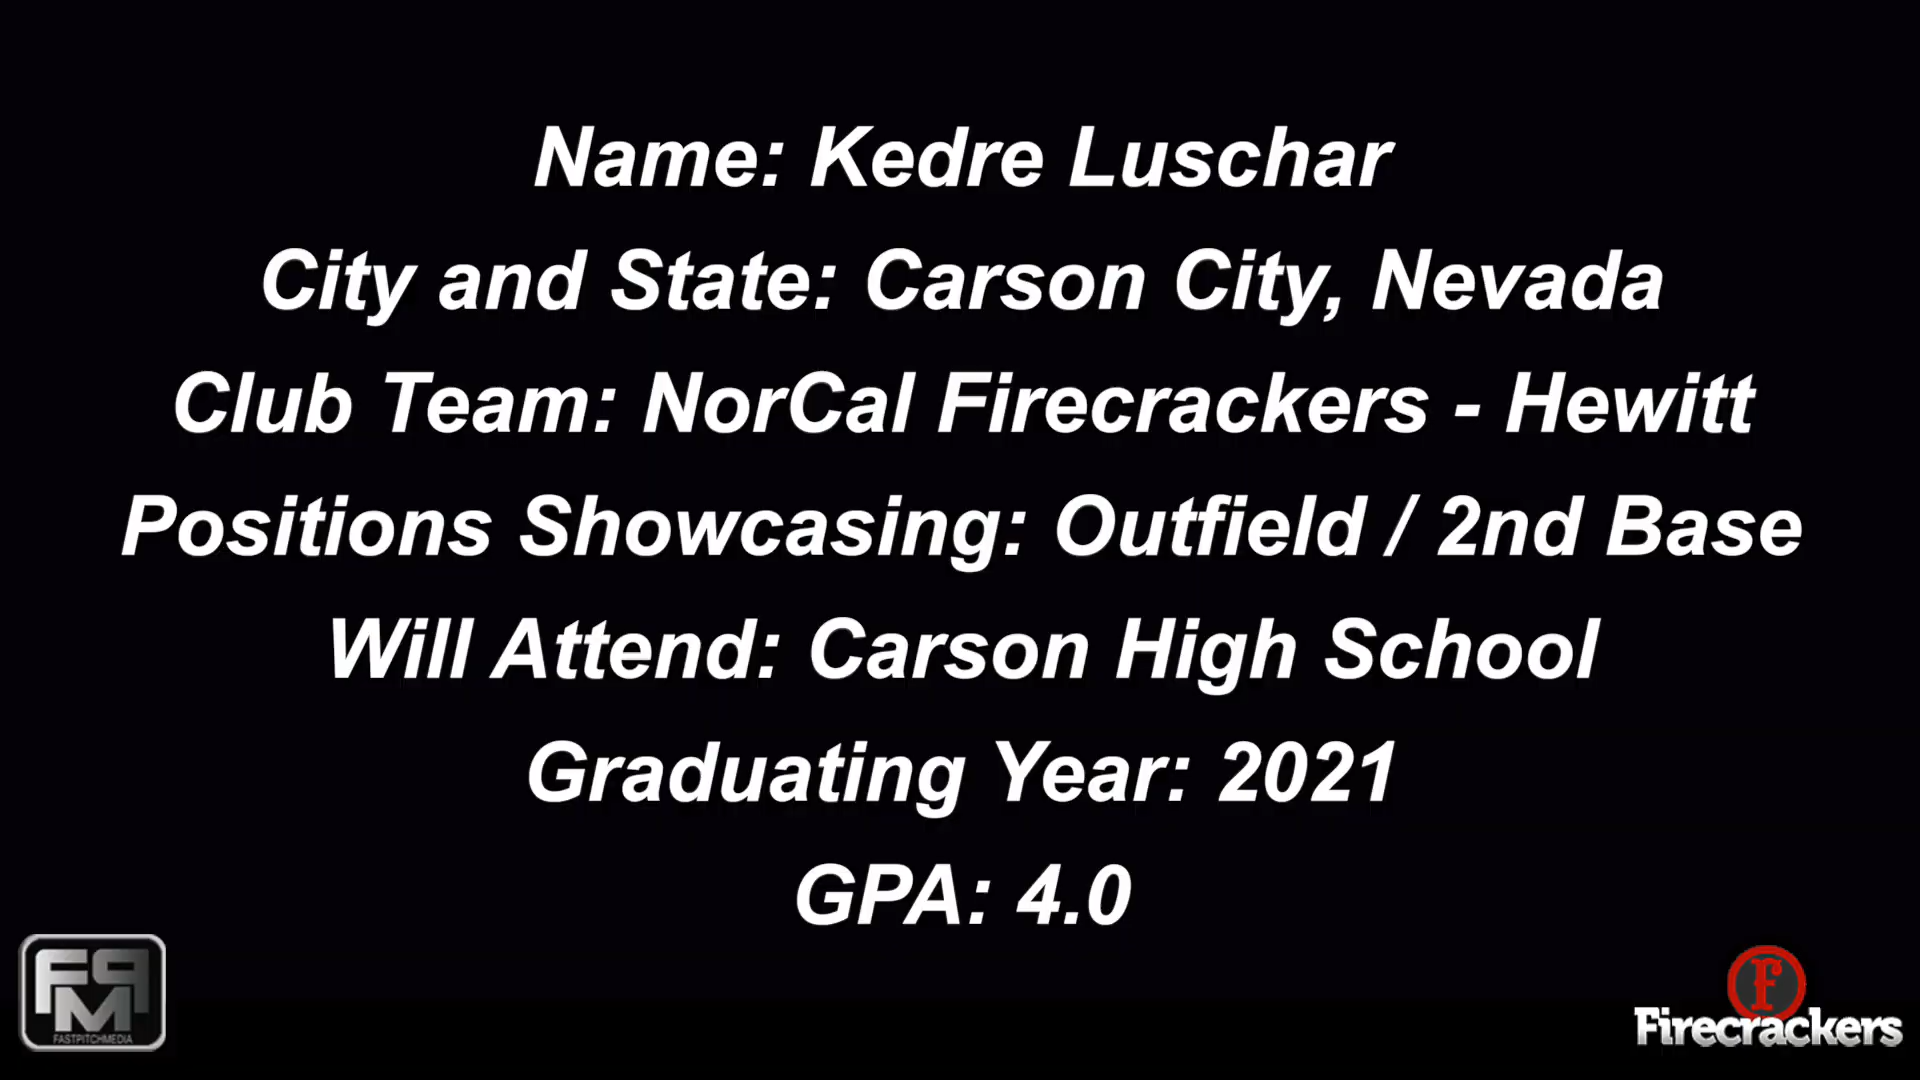 Name: Kedre Luschar
City and State: Carson City, Nevada
Club Team: NorCal Firecrackers - Hewitt
Positions Showcasing: Outfield / 2nd Base
Will Attend: Carson High School
Graduating Year: 2021
GPA: 4.0
FPM
FASTPITCHMEDIA
F
Firecrackers